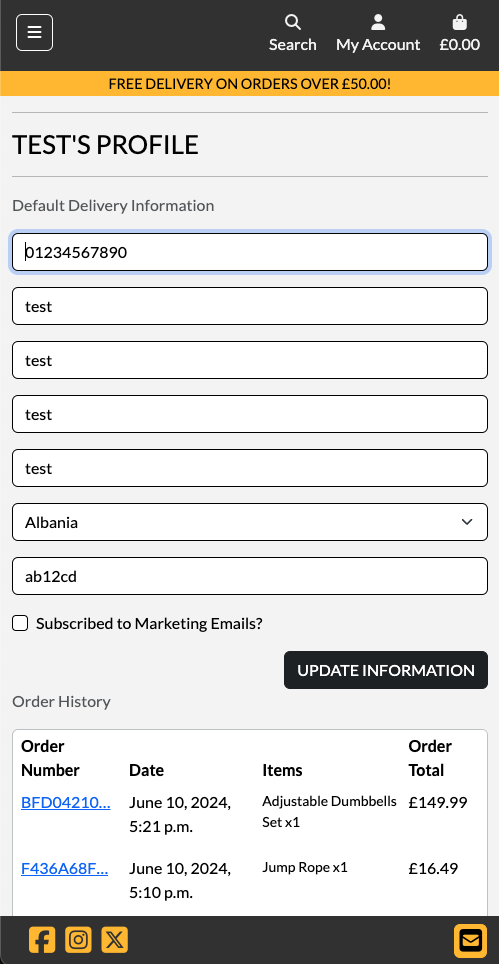 Search My Account £0.00
FREE DELIVERY ON ORDERS OVER £50.00!
TEST'S PROFILE
Default Delivery Information
01234567890
test
test
test
test
Albania
ab12cd
Subscribed to Marketing Emails?
UPDATE INFORMATION
Order History
Order Number Date Items Order Total
BFD04210... June 10, 2024, 5:21 p.m. Adjustable Dumbbells Set x1 £149.99
F436A68F... June 10, 2024, 5:10 p.m. Jump Rope x1 £16.49